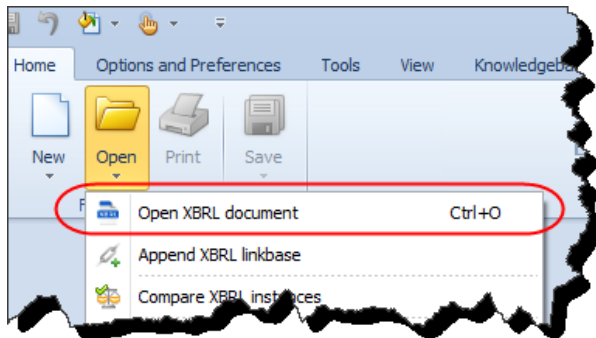 Home Options and Preferences Tools View Knowledgeba
New Open Print Save
Open XBRL document Ctrl+O
Append XBRL linkbase
Compare XBRL instances